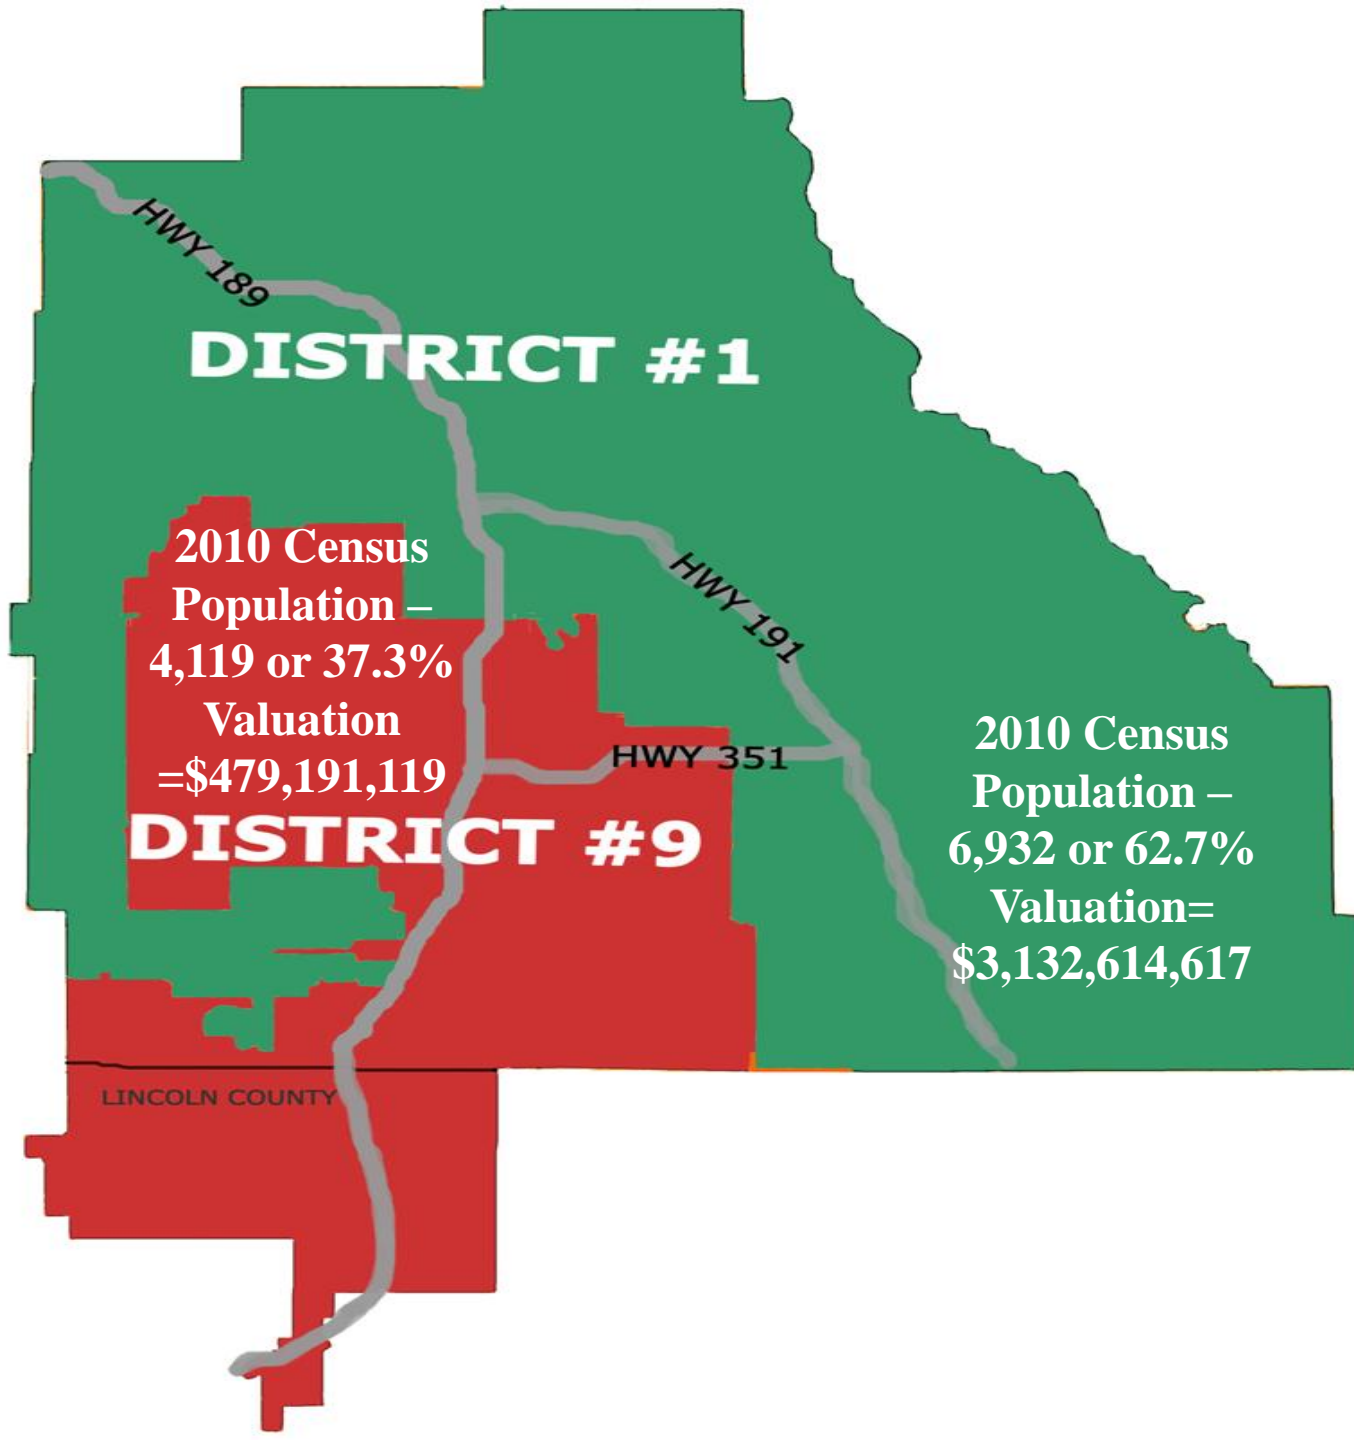 HWY 189
DISTRICT #1
2010 Census
Population –
4,119 or 37.3%
Valuation
=$479,191,119
HWY 191
HWY 351
DISTRICT #9
2010 Census
Population –
6,932 or 62.7%
Valuation=
$3,132,614,617
LINCOLN COUNTY